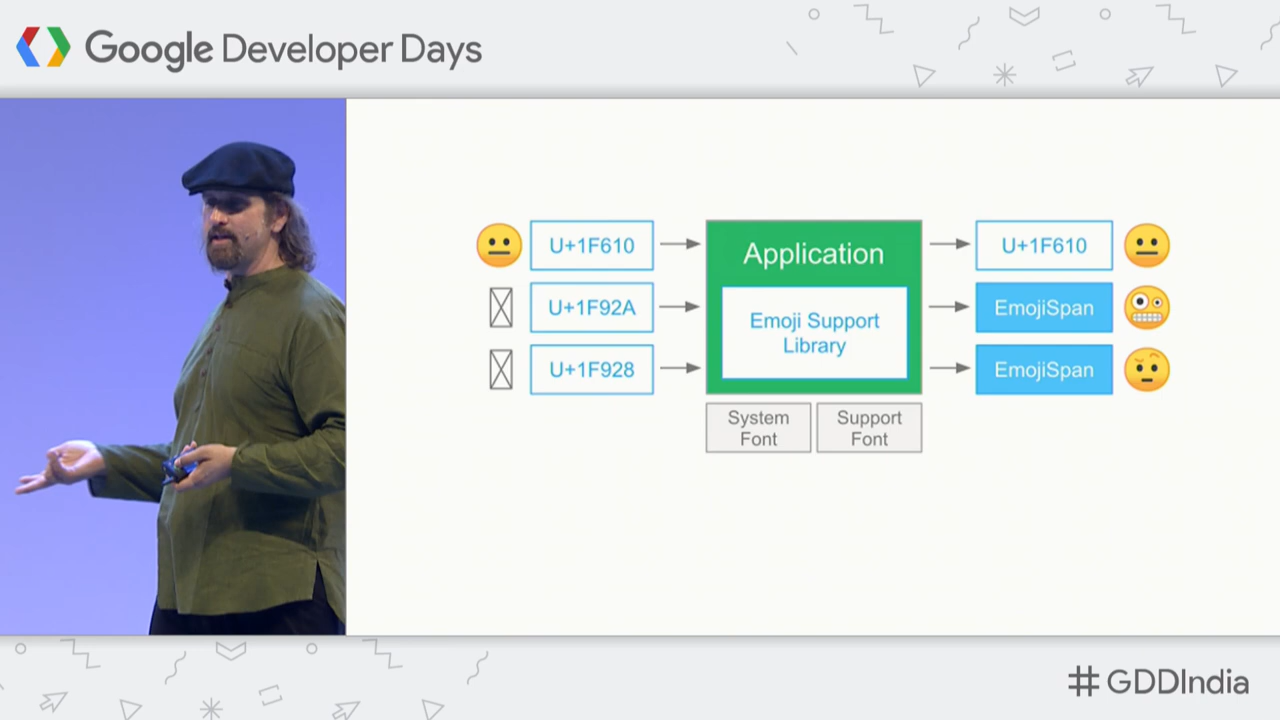 Google Developer Days
U+1F610
U+1F92A
U+1F928
Application
Emoji Support
Library
System
Font
Support
Font
U+1F610
EmojiSpan
EmojiSpan
#GDDIndia